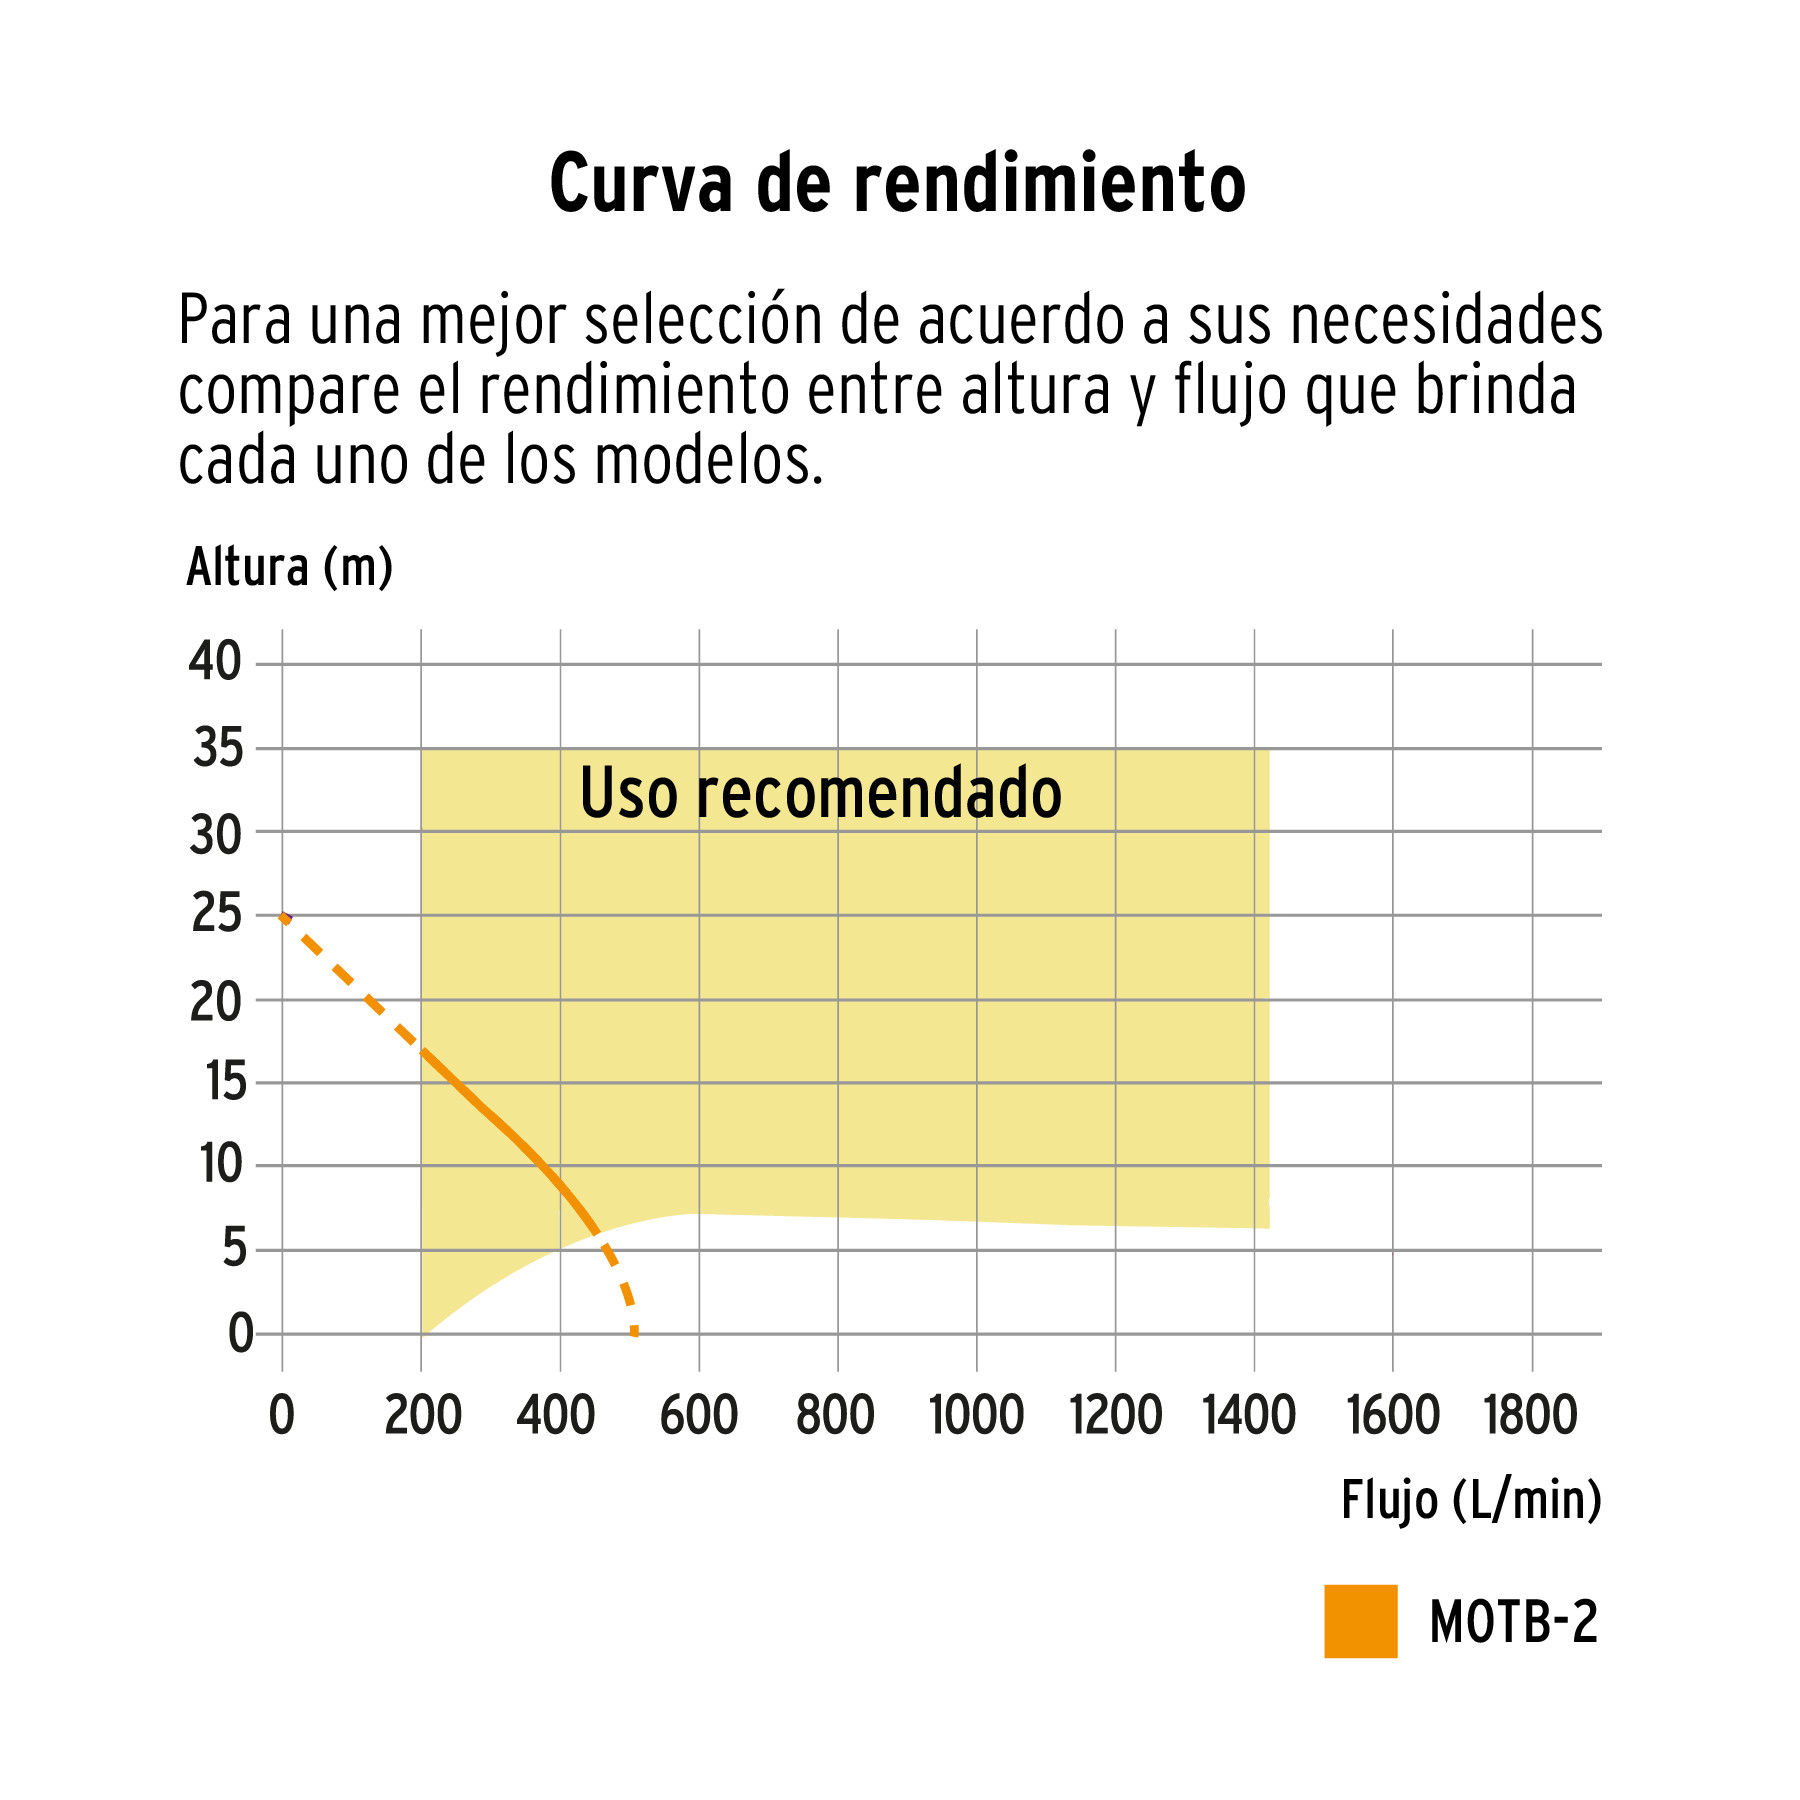 Curva de rendimiento
Para una mejor selección de acuerdo a sus necesidades
compare el rendimiento entre altura y flujo que brinda
cada uno de los modelos.
Altura (m)
40
35
Uso recomendado
30
25
20
15
10
5
0
0 200 400 600 800 1000 1200 1400 1600 1800
Flujo (L/min)
MOTB-2